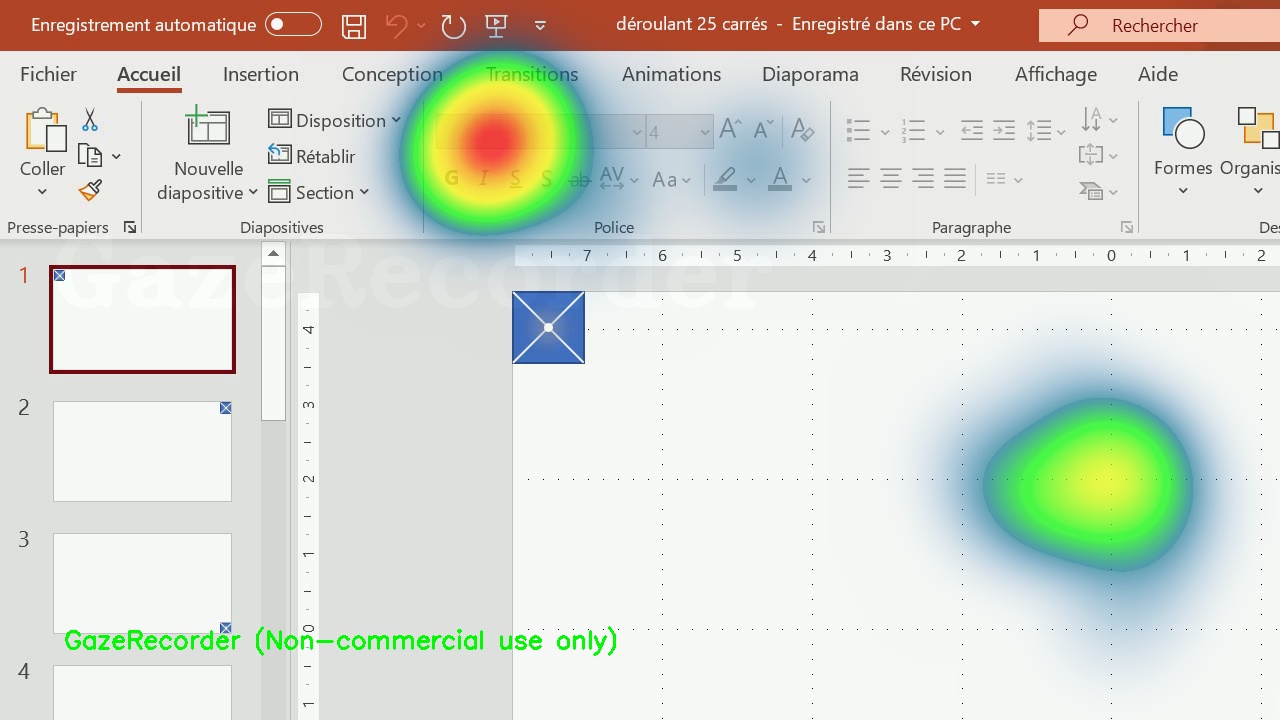 Enregistrement automatique
déroulant 25 carrés - Enregistré dans ce PC
Rechercher
Fichier Accueil Insertion Conception Transitions Animations Diaporama Révision Affichage Aide
Coller
Nouvelle
diapositive
Disposition
Rétablir
Section
4
A A A
G I S S ab AV Aa A
Formes
Organis
Presse-papiers Diapositives Police Paragraphe Des
GazeRecorder
7 6 5 4 3 2 1 0 1 2
1
2
3
4
4
3
2
1
0
1
GazeRecorder (Non-commercial use only)